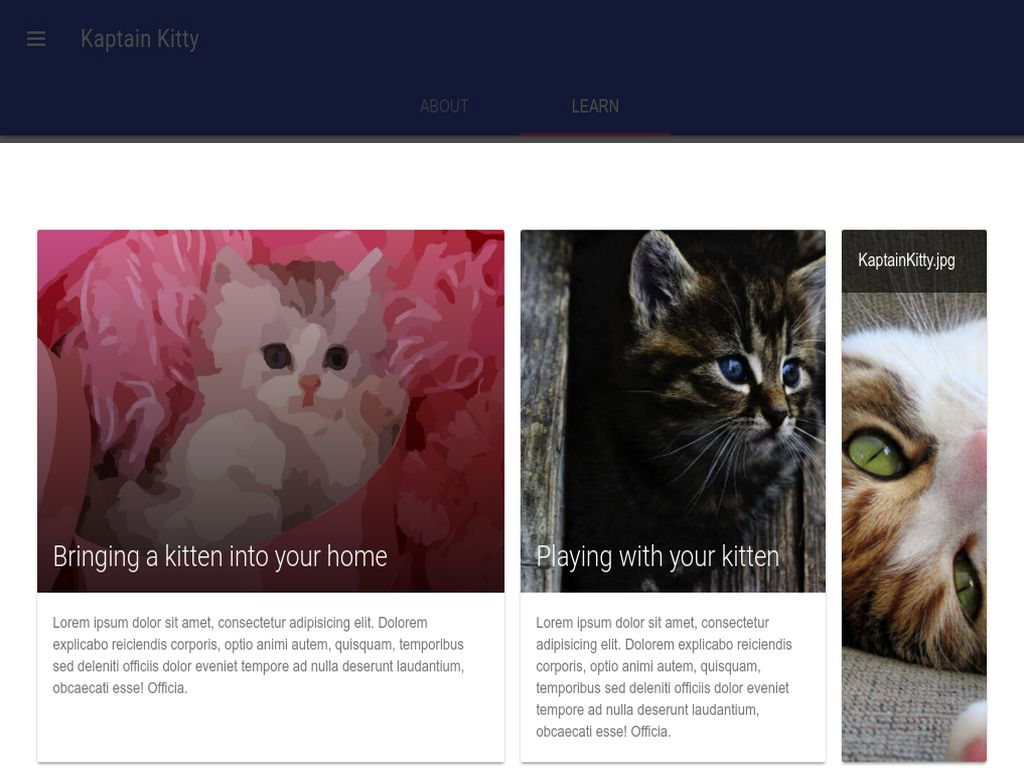 Kaptain Kitty
ABOUT
LEARN
Bringing a kitten into your home
Lorem ipsum dolor sit amet, consectetur adipisicing elit. Dolorem
explicabo reiciendis corporis, optio animi autem, quisquam, temporibus
sed deleniti officiis dolor eveniet tempore ad nulla deserunt laudantium,
obcaecati esse! Officia.
Playing with your kitten
Lorem ipsum dolor sit amet, consectetur
adipisicing elit. Dolorem explicabo reiciendis
corporis, optio animi autem, quisquam,
temporibus sed deleniti officiis dolor eveniet
tempore ad nulla deserunt laudantium,
obcaecati esse! Officia.
KaptainKitty.jpg